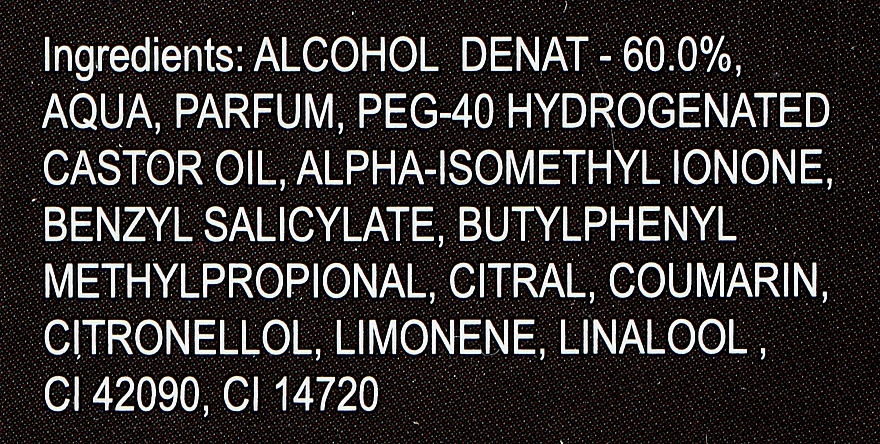 Ingredients: ALCOHOL DENAT - 60.0%,
AQUA, PARFUM, PEG-40 HYDROGENATED
CASTOR OIL, ALPHA-ISOMETHYL IONONE,
BENZYL SALICYLATE, BUTYLPHENYL
METHYLPROPIONAL, CITRAL, COUMARIN,
CITRONELLOL, LIMONENE, LINALOOL ,
CI 42090, CI 14720